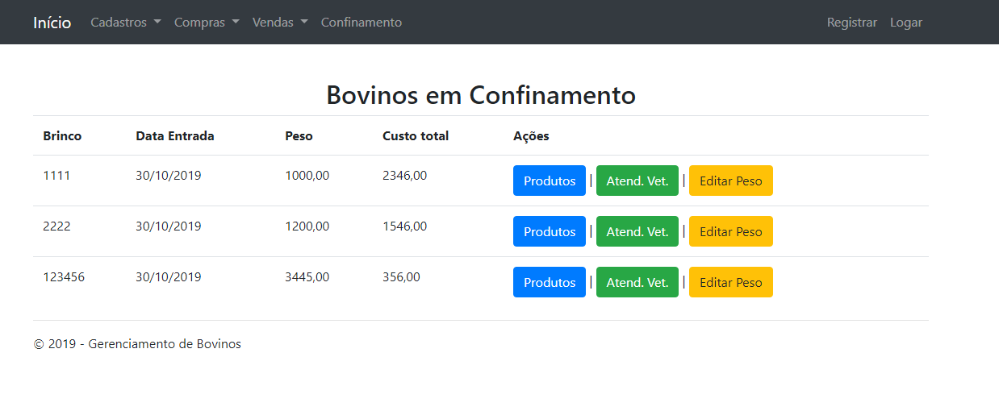 Início Cadastros Compras Vendas Confinamento Registrar Logar
Bovinos em Confinamento
Brinco Data Entrada Peso Custo total Ações
1111 30/10/2019 1000,00 2346,00 Produtos | Atend. Vet. | Editar Peso
2222 30/10/2019 1200,00 1546,00 Produtos | Atend. Vet. | Editar Peso
123456 30/10/2019 3445,00 356,00 Produtos | Atend. Vet. | Editar Peso
© 2019 - Gerenciamento de Bovinos